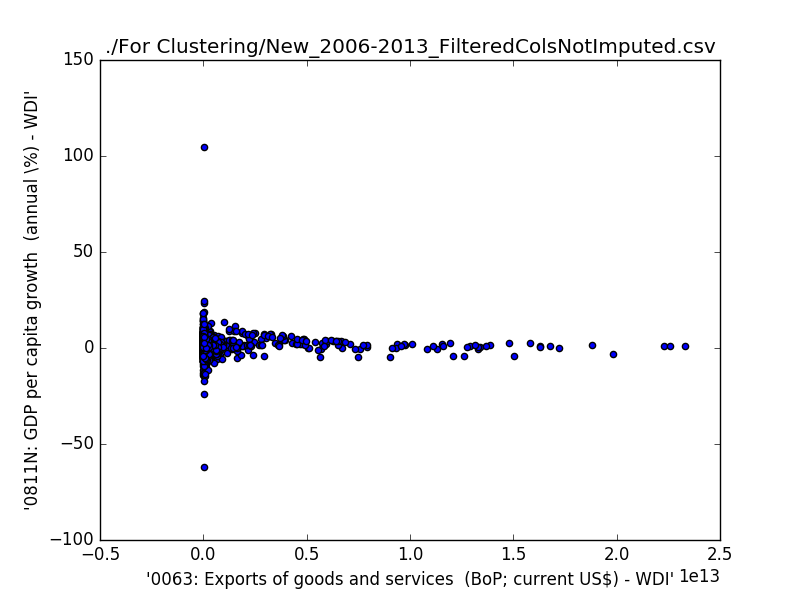 ./For Clustering/New_2006-2013_FilteredColsNotImputed.csv
150
100
50
0
−50
−100
'0811N: GDP per capita growth  (annual \%) - WDI'
−0.5 0.0 0.5 1.0 1.5 2.0 2.5
'0063: Exports of goods and services  (BoP; current US$) - WDI' 1e13